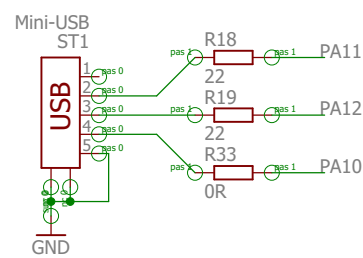 Mini-USB
ST1
USB
1 pas 0
2 pas 0
3 pas 0
4 pas 0
5 pas 0
pas 1 R18 pas 1 PA11
22
pas 1 R19 pas 1 PA12
22
pas 1 R33 pas 1 PA10
0R
GND